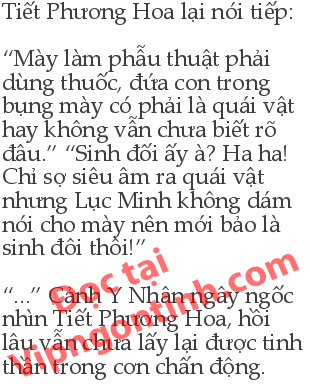 Tiết Phương Hoa lại nói tiếp:
“Mày làm phẫu thuật phải
dùng thuốc, đứa con trong
bụng mày có phải là quái vật
hay không vẫn chưa biết rõ
đâu.” “Sinh đối ấy à? Ha ha!
Chỉ sợ siêu âm ra quái vật
nhưng Lục Minh không dám
nói cho mày nên mới bảo là
sinh đôi thôi!”
“...” Cảnh Y Nhân ngây ngốc
nhìn Tiết Phương Hoa, hồi
lâu vẫn chưa lấy lại được tinh
thần trong cơn chấn động.
Đọc tại
Vipngontinh.com